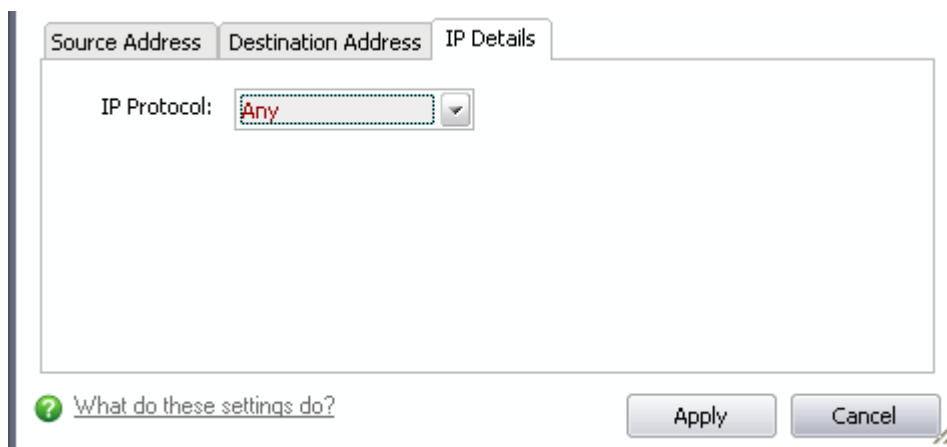 Source Address Destination Address IP Details
IP Protocol: Any
What do these settings do? Apply Cancel